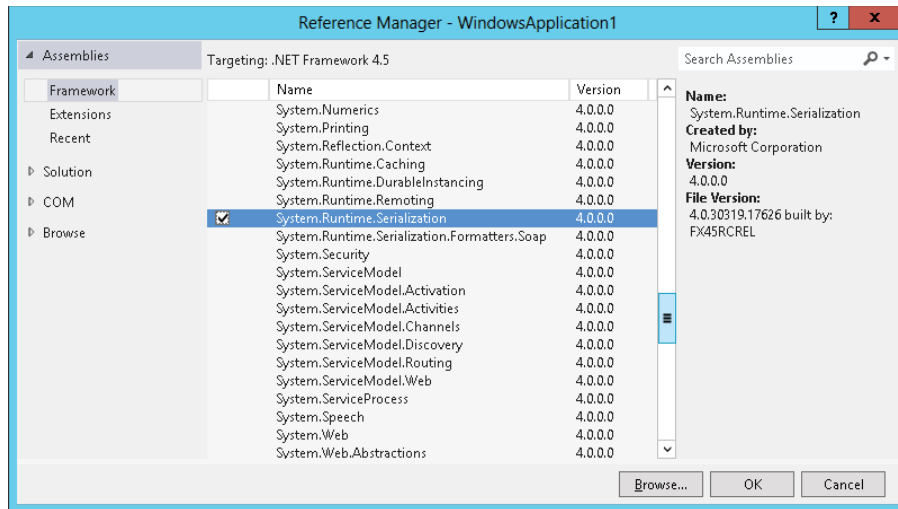 Reference Manager - WindowsApplication1
? x
Assemblies
Targeting: .NET Framework 4.5
Search Assemblies
Framework
Extensions
Recent
Solution
COM
Browse
Name Version
System.Numerics 4.0.0.0
System.Printing 4.0.0.0
System.Reflection.Context 4.0.0.0
System.Runtime.Caching 4.0.0.0
System.Runtime.DurableInstancing 4.0.0.0
System.Runtime.Remoting 4.0.0.0
System.Runtime.Serialization 4.0.0.0
System.Runtime.Serialization.Formatters.Soap 4.0.0.0
System.Security 4.0.0.0
System.ServiceModel 4.0.0.0
System.ServiceModel.Activation 4.0.0.0
System.ServiceModel.Activities 4.0.0.0
System.ServiceModel.Channels 4.0.0.0
System.ServiceModel.Discovery 4.0.0.0
System.ServiceModel.Routing 4.0.0.0
System.ServiceModel.Web 4.0.0.0
System.ServiceProcess 4.0.0.0
System.Speech 4.0.0.0
System.Web 4.0.0.0
System.Web.Abstractions 4.0.0.0
Name:
System.Runtime.Serialization
Created by:
Microsoft Corporation
Version:
4.0.0.0
File Version:
4.0.30319.17626 built by:
FX45RCREL
Browse... OK Cancel